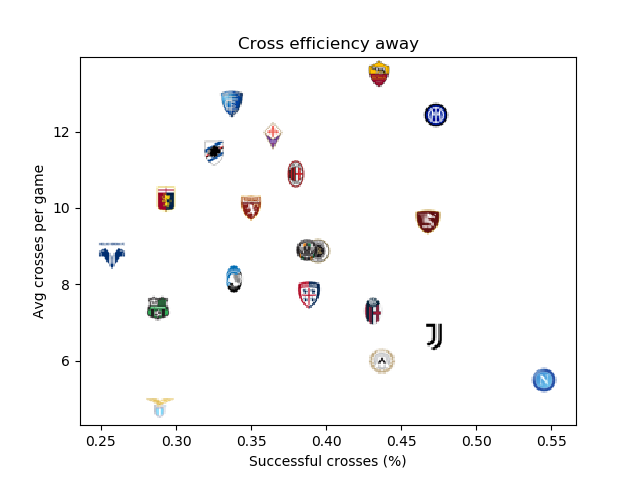 Cross efficiency away
Avg crosses per game
12
10
8
6
0.25 0.30 0.35 0.40 0.45 0.50 0.55
Successful crosses (%)